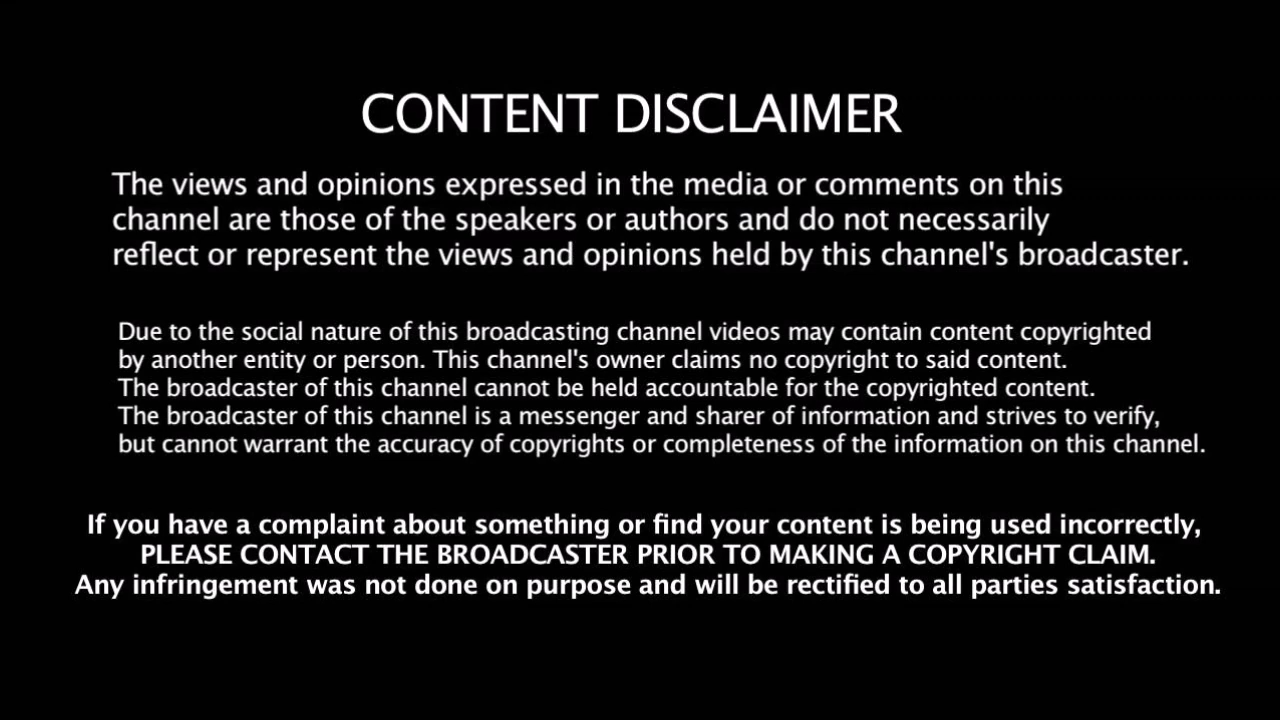 CONTENT DISCLAIMER
The views and opinions expressed in the media or comments on this
channel are those of the speakers or authors and do not necessarily
reflect or represent the views and opinions held by this channel's broadcaster.
Due to the social nature of this broadcasting channel videos may contain content copyrighted
by another entity or person. This channel's owner claims no copyright to said content.
The broadcaster of this channel cannot be held accountable for the copyrighted content.
The broadcaster of this channel is a messenger and sharer of information and strives to verify,
but cannot warrant the accuracy of copyrights or completeness of the information on this channel.
If you have a complaint about something or find your content is being used incorrectly,
PLEASE CONTACT THE BROADCASTER PRIOR TO MAKING A COPYRIGHT CLAIM.
Any infringement was not done on purpose and will be rectified to all parties satisfaction.